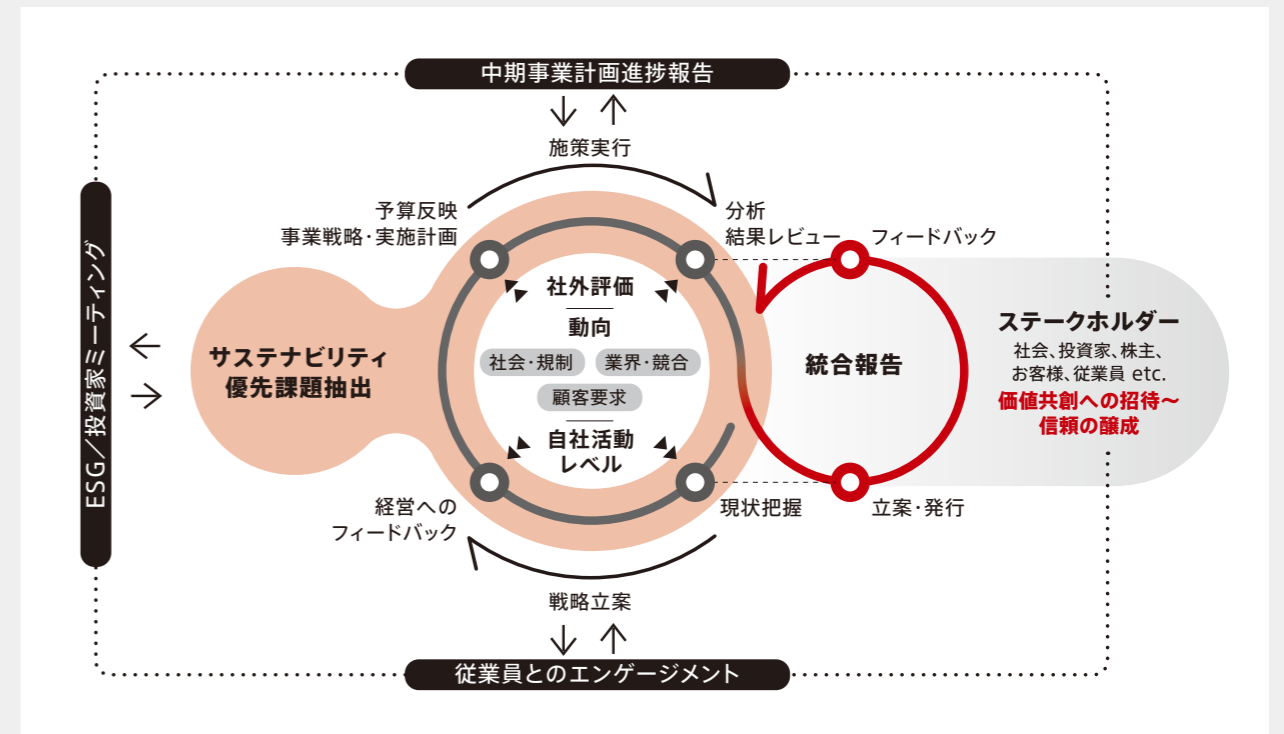 中期事業計画進捗報告
施策実行
予算反映
事業戦略・実施計画
分析
結果レビュー
フィードバック
ESG／投資家ミーティング
サステナビリティ
優先課題抽出
社外評価
動向
社会・規制
業界・競合
顧客要求
自社活動
レベル
統合報告
ステークホルダー
社会、投資家、株主、
お客様、従業員 etc.
価値共創への招待〜
信頼の醸成
経営への
フィードバック
現状把握
立案・発行
戦略立案
従業員とのエンゲージメント